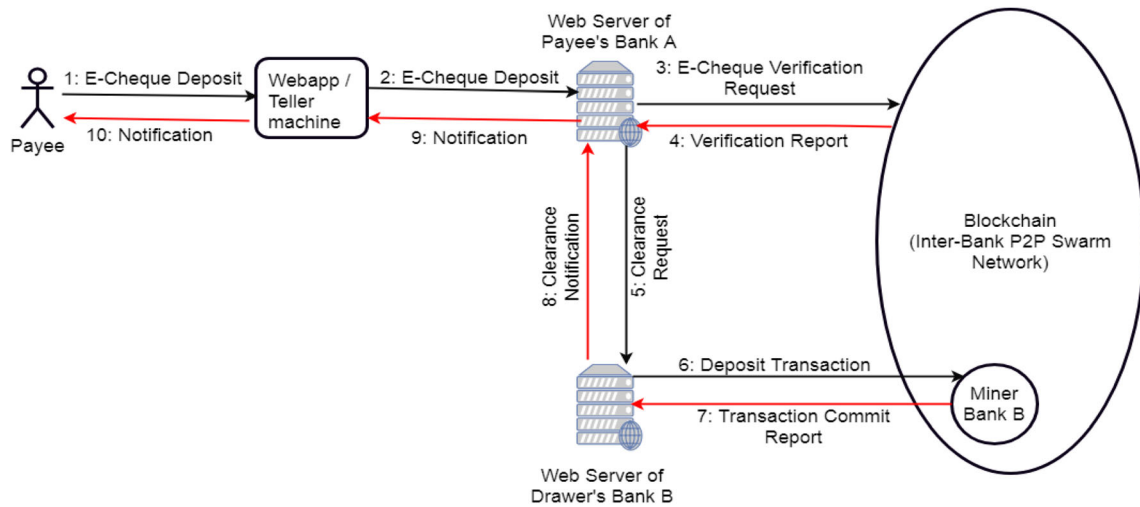 Web Server of
Payee's Bank A
1: E-Cheque Deposit
Webapp /
Teller
machine
2: E-Cheque Deposit
3: E-Cheque Verification
Request
10: Notification
9: Notification
4: Verification Report
Payee
Blockchain
(Inter-Bank P2P Swarm
Network)
8: Clearance
Notification
5: Clearance
Request
6: Deposit Transaction
Miner
Bank B
7: Transaction Commit
Report
Web Server of
Drawer's Bank B